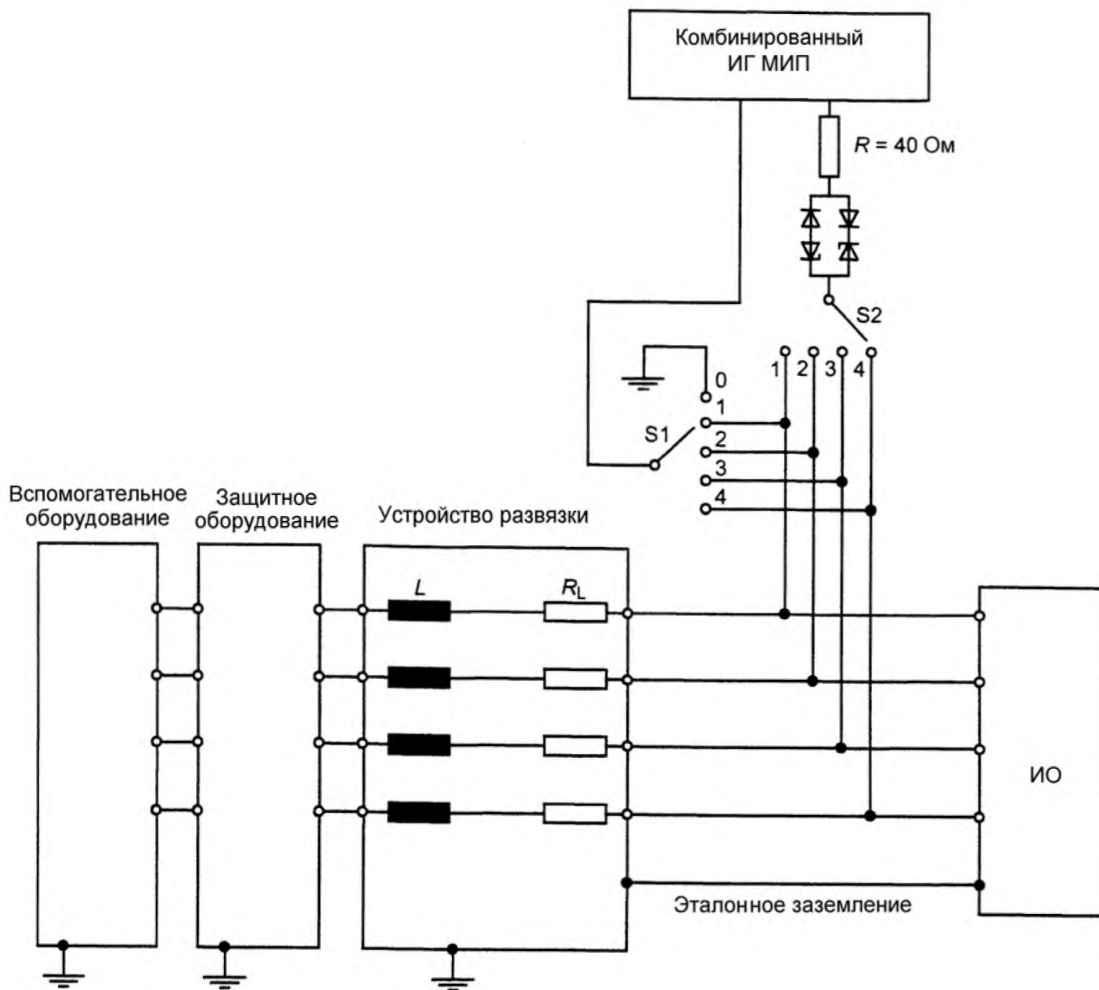 Комбинированный
ИГ МИП
R = 40 Ом
S2
1 2 3 4
0
1
S1
2
3
4
Вспомогательное
оборудование
Защитное
оборудование
Устройство развязки
L
RL
ИО
Эталонное заземление